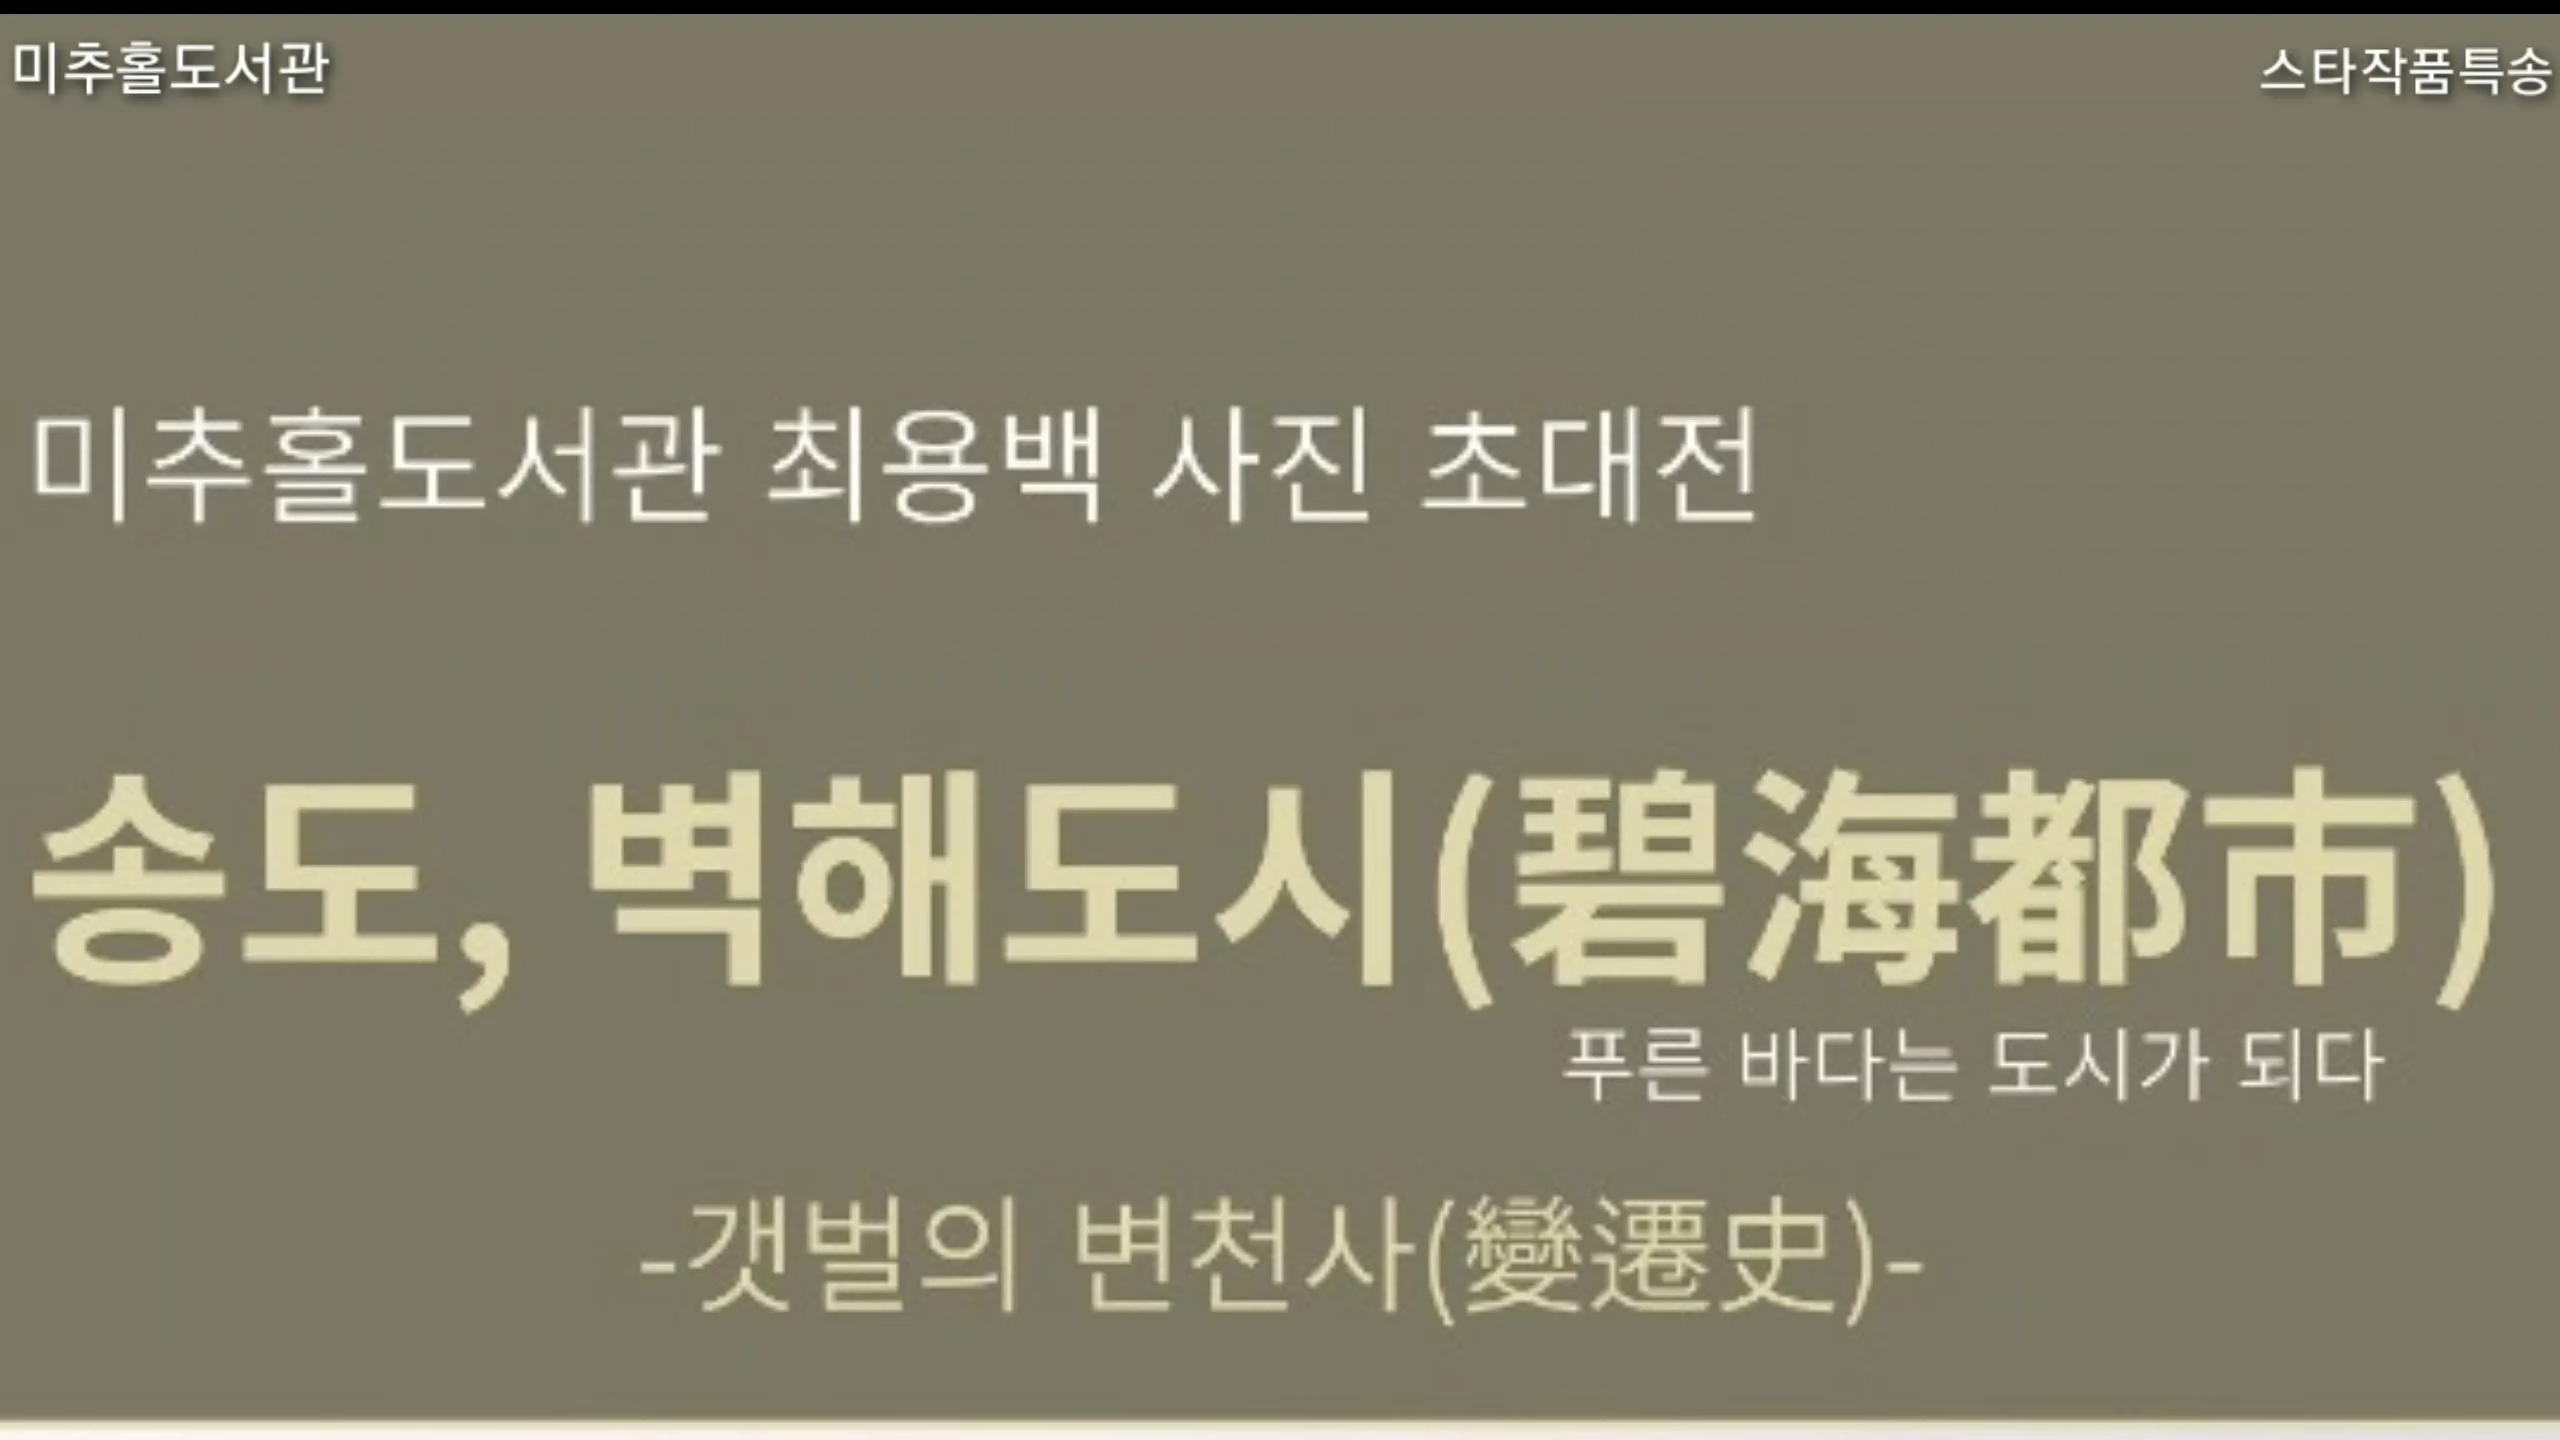 미추홀도서관
스타작품특송
미추홀도서관 최용백 사진 초대전
송도, 벽해도시(碧海都市)
푸른 바다는 도시가 되다
-갯벌의 변천사(變遷史)-